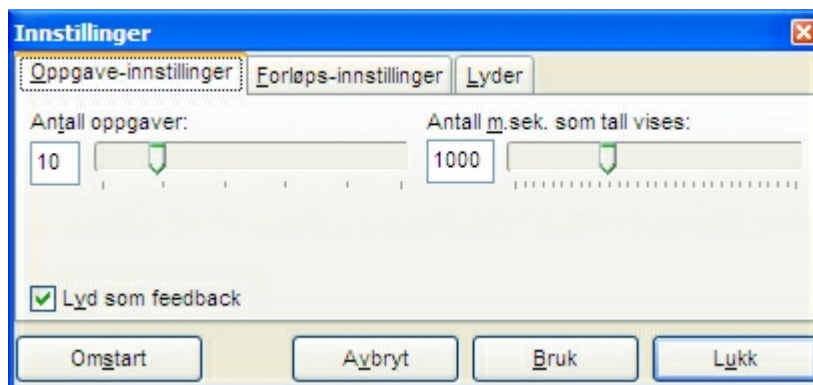 Innstillinger
Oppgave-innstillinger Forløps-innstillinger Lyder
Antall oppgaver: Antall m.sek. som tall vises:
10 1000
Lyd som feedback
Omstart Avbryt Bruk Lukk